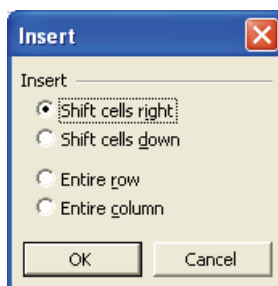 Insert
Insert
Shift cells right
Shift cells down
Entire row
Entire column
OK Cancel